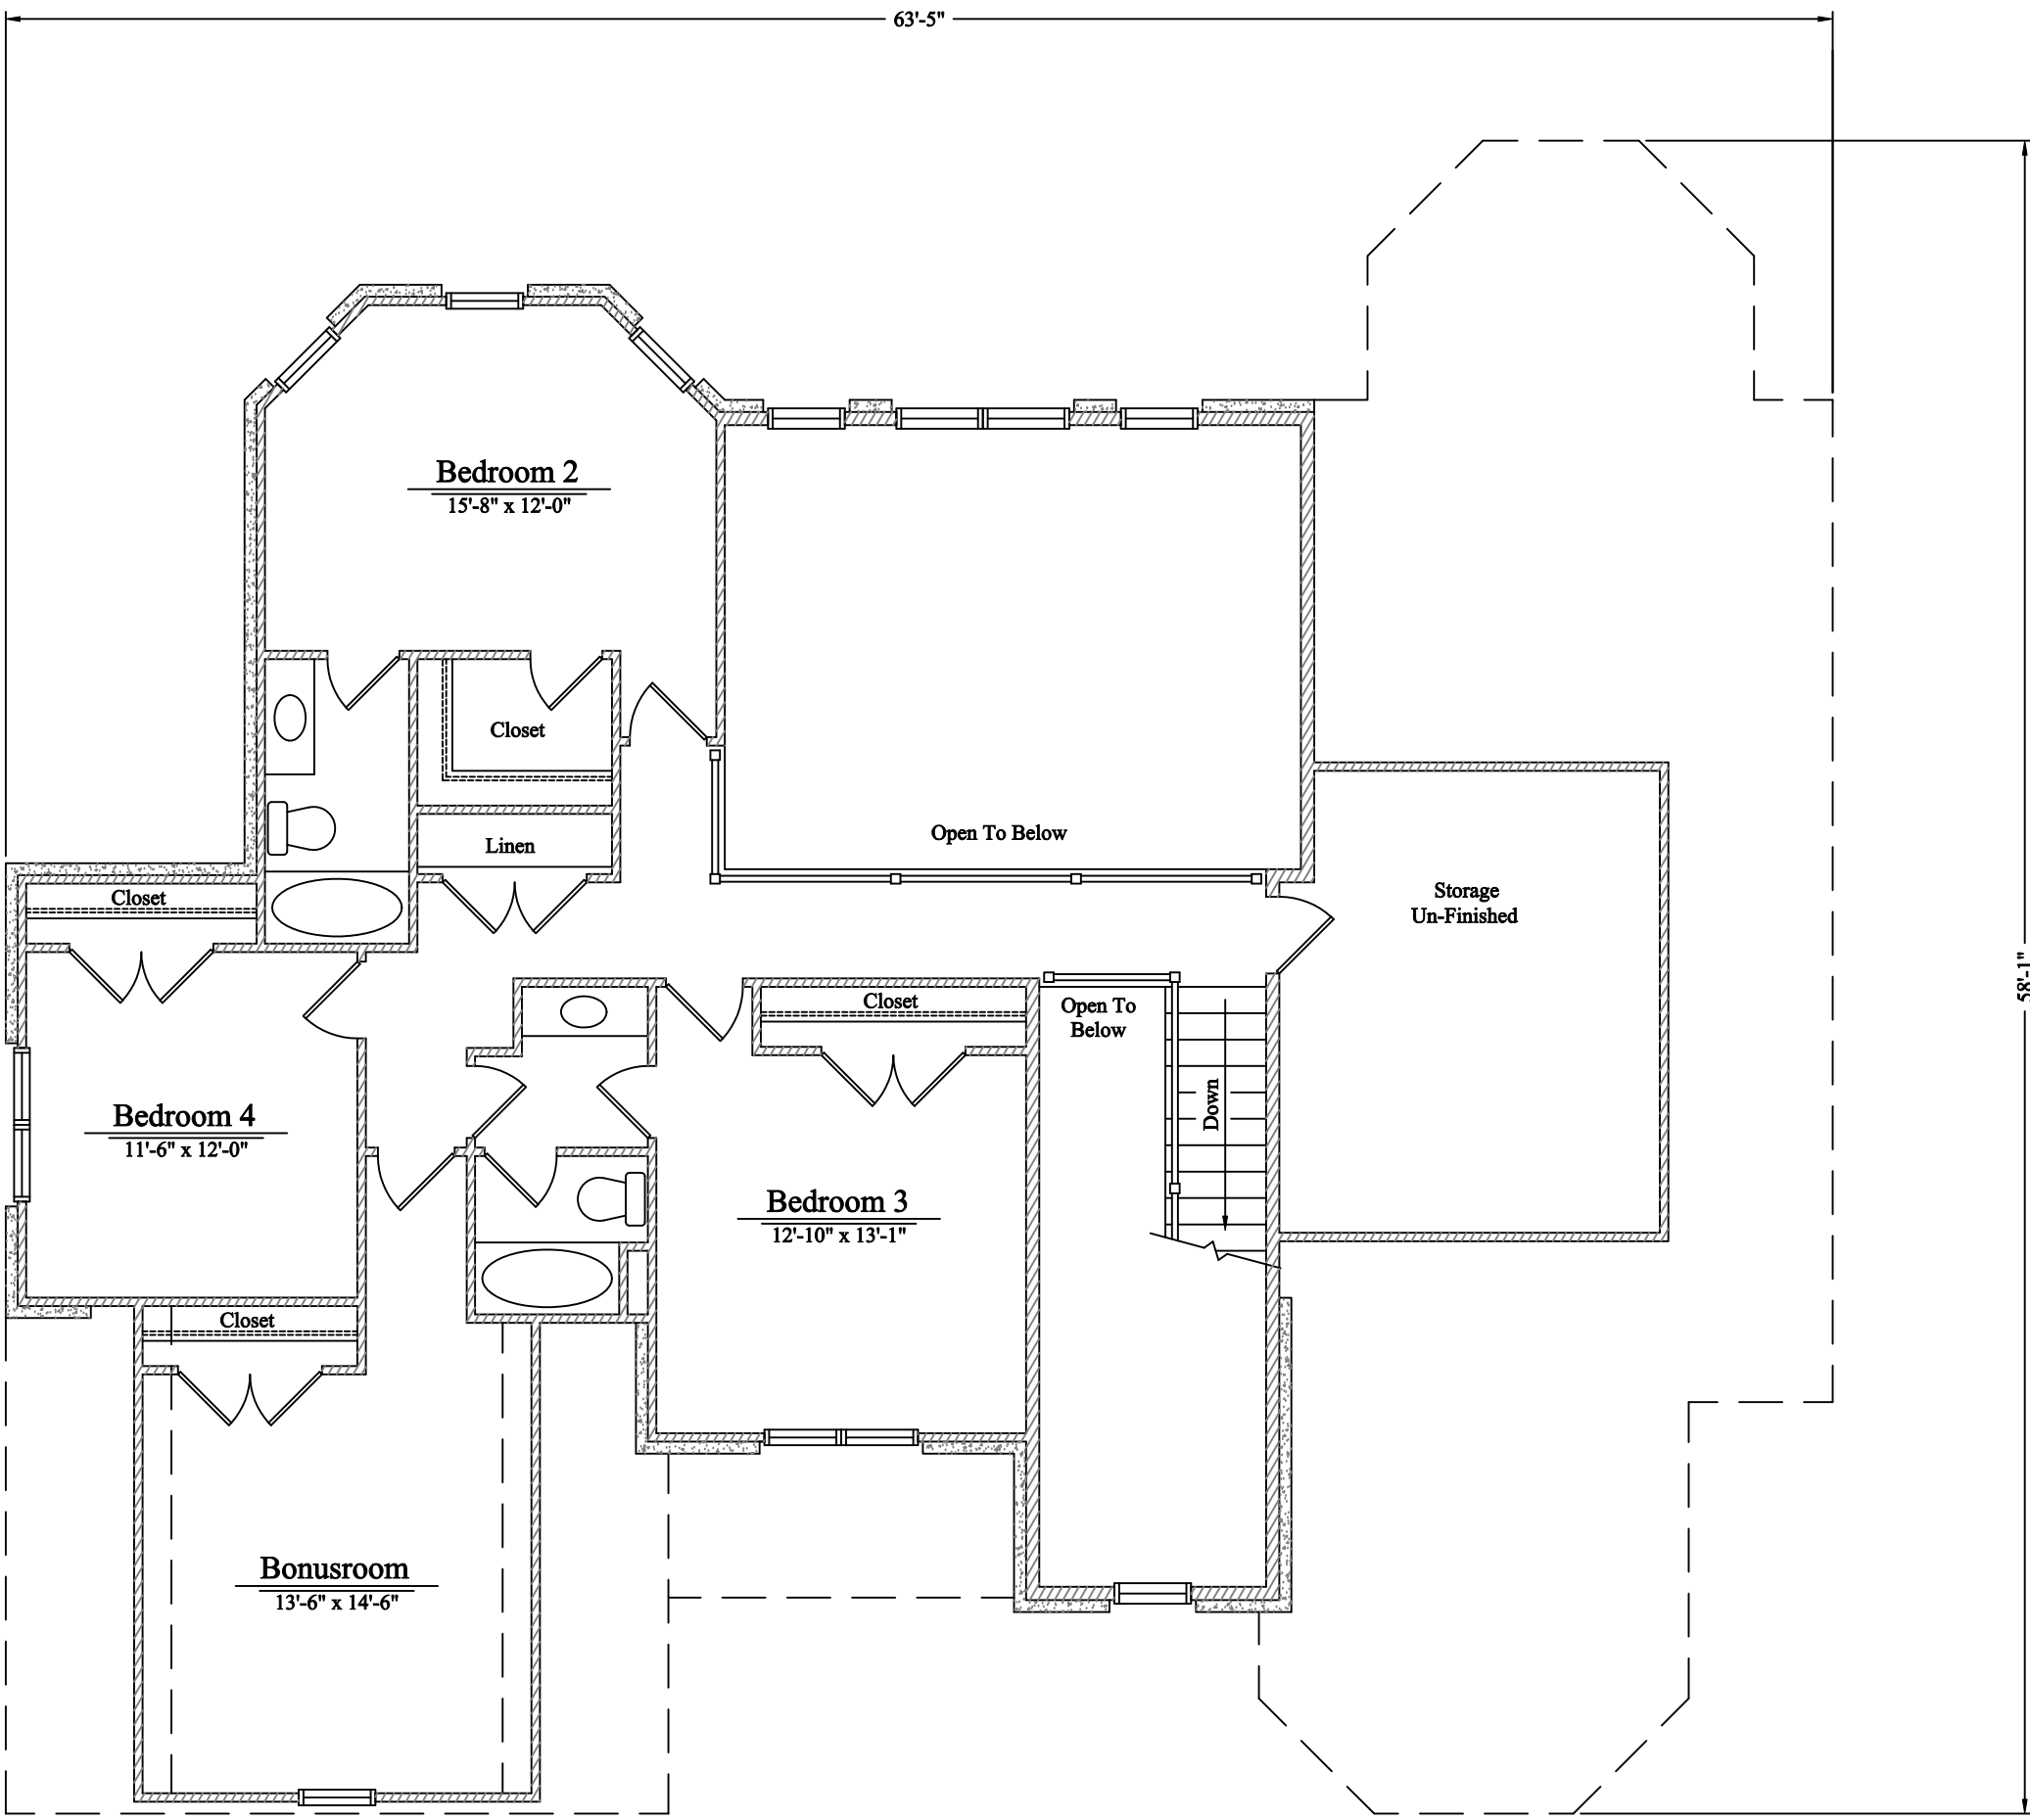 63'-5"
Bedroom 2
15'-8" x 12'-0"
Closet
Open To Below
Linen
Closet
Storage
Un-Finished
58'-1"
Closet
Open To
Below
Down
Bedroom 4
11'-6" x 12'-0"
Bedroom 3
12'-10" x 13'-1"
Closet
Bonusroom
13'-6" x 14'-6"